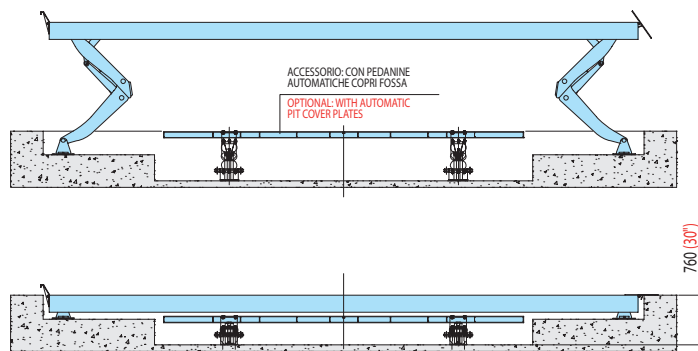 ACCESSORIO: CON PEDANINE
AUTOMATICHE COPRI FOSSA
OPTIONAL: WITH AUTOMATIC
PIT COVER PLATES
760 (30")